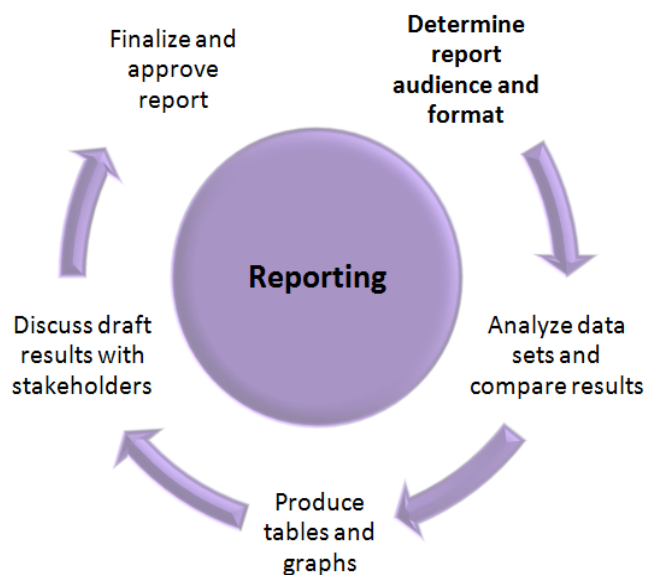 Determine
report
audience and
format
Analyze data
sets and
compare results
Produce
tables and
graphs
Discuss draft
results with
stakeholders
Finalize and
approve
report
Reporting